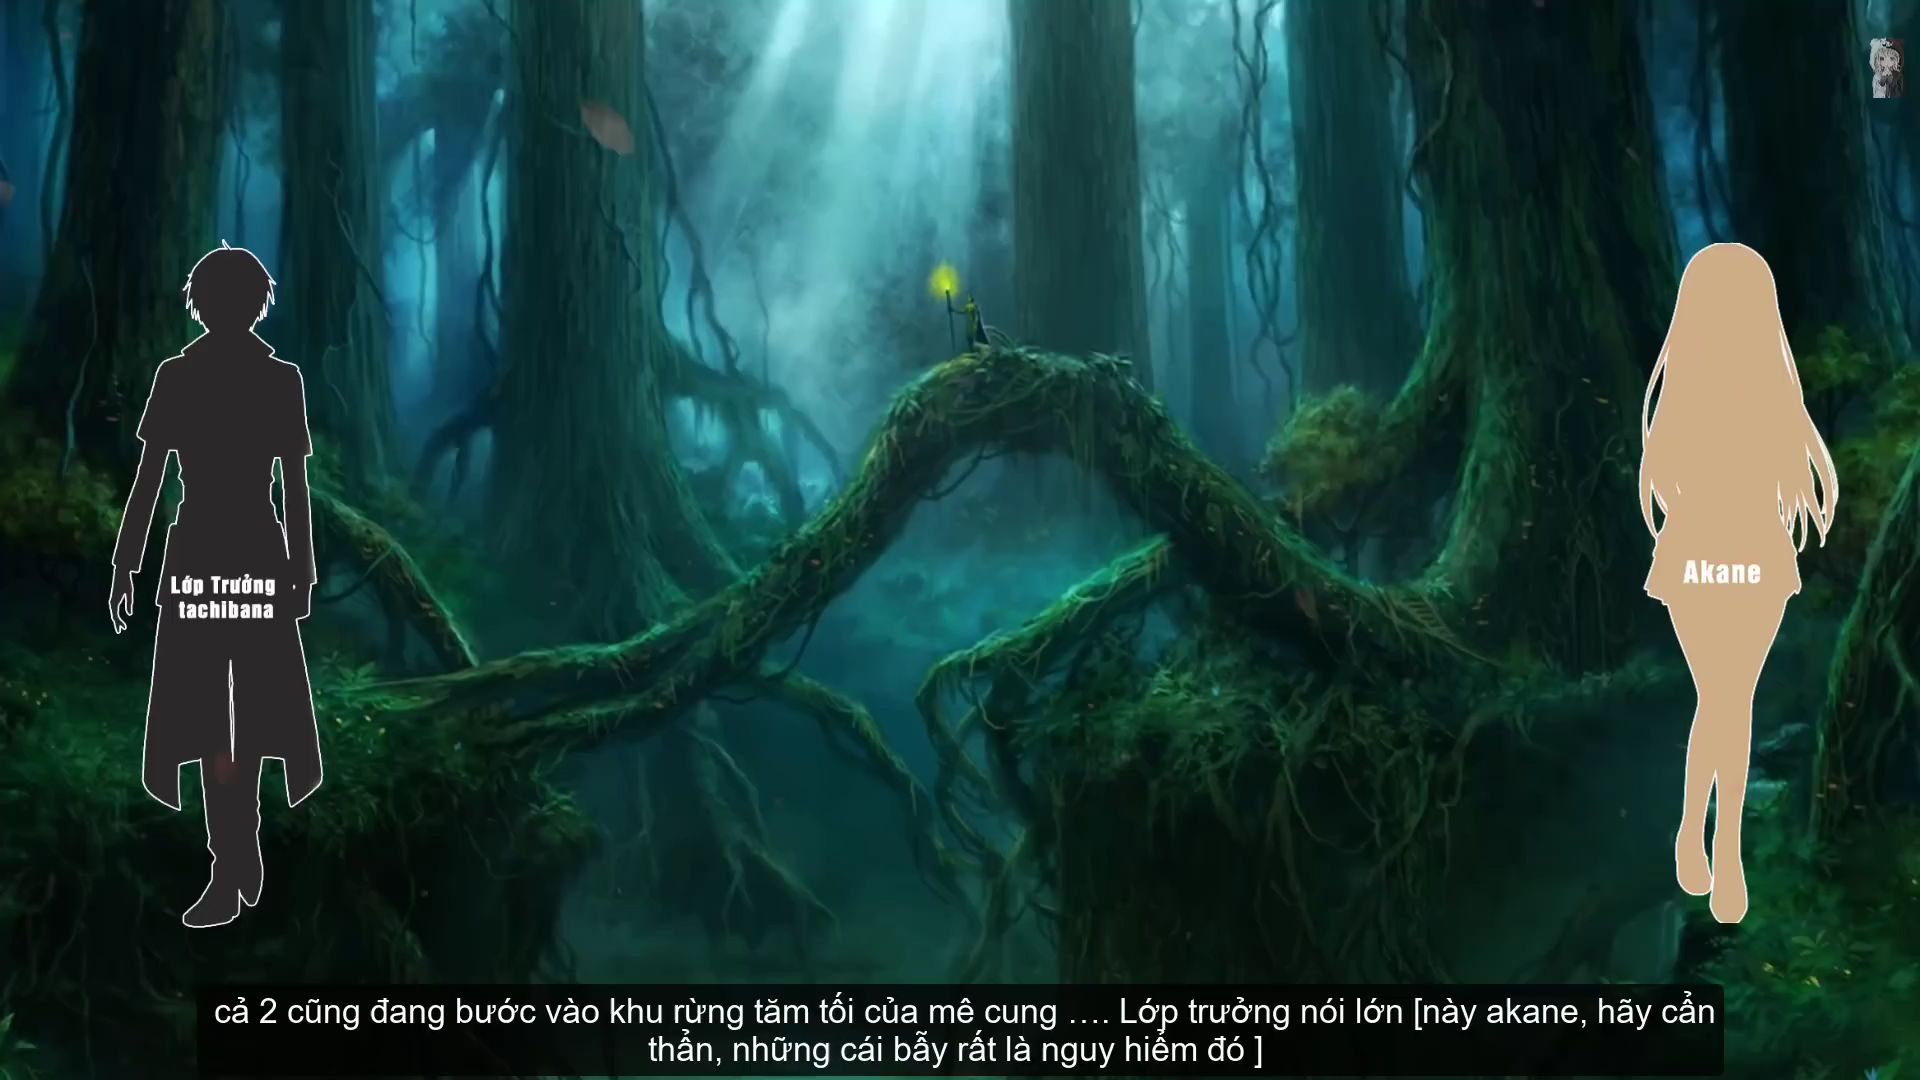 Lớp Trưởng
tachibana
Akane
cả 2 cũng đang bước vào khu rừng tăm tối của mê cung …. Lớp trưởng nói lớn [này akane, hãy cẩn
thẩn, những cái bẫy rất là nguy hiểm đó ]